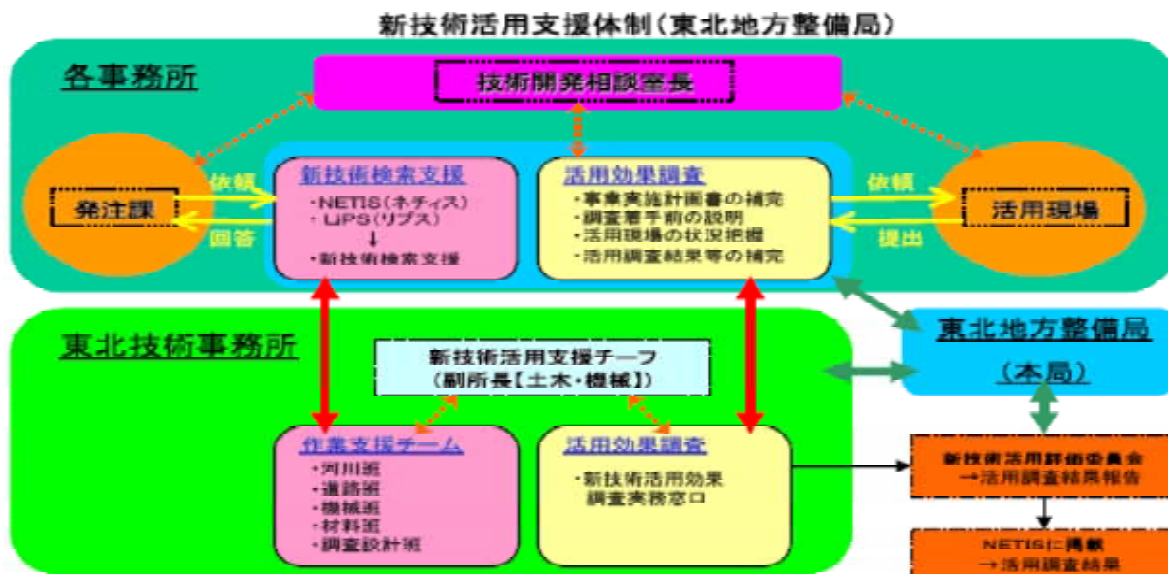 新技術活用支援体制(東北地方整備局)
各事務所
技術開発相談室長
発注課
依頼
回答
新技術検索支援
・NETIS(ネティス)
・LiPS(リプス)
↓
・新技術検索支援
活用効果調査
・事業実施計画書の補完
・調査着手前の説明
・活用現場の状況把握
・活用調査結果等の補完
依頼
提出
活用現場
東北技術事務所
新技術活用支援チーフ
(副所長【土木・機械】)
東北地方整備局
(本局)
作業支援チーム
・河川班
・道路班
・機械班
・材料班
・調査設計班
活用効果調査
・新技術活用効果
調査実務窓口
新技術活用評価委員会
→活用調査結果報告
NETISに掲載
→活用調査結果